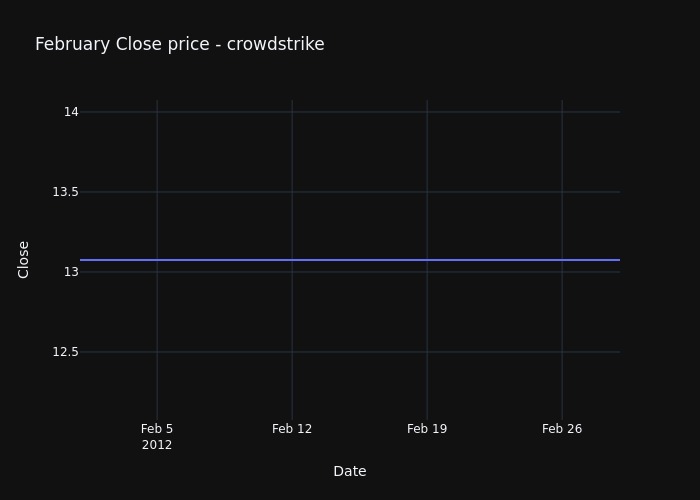 February Close price - crowdstrike
14
13.5
13
12.5
Close
Feb 5
2012
Feb 12
Feb 19
Feb 26
Date